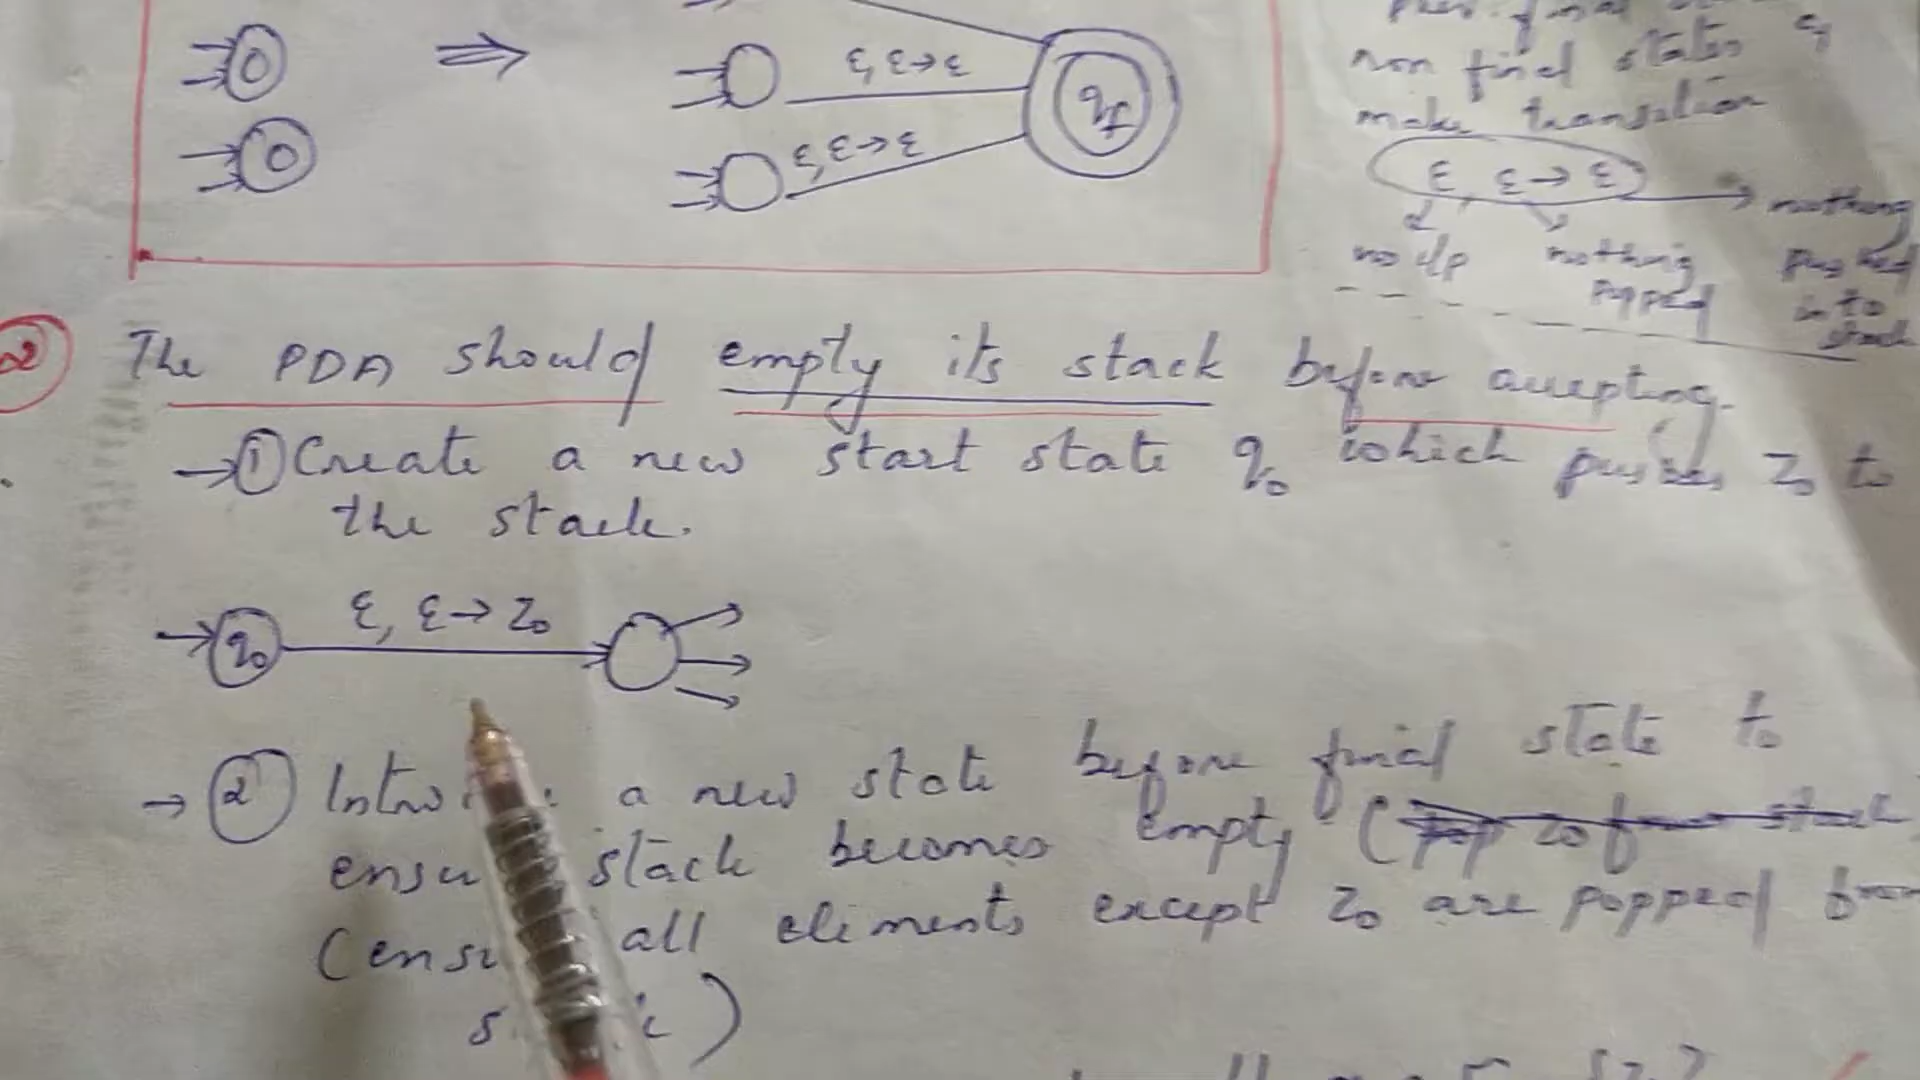 ε, ε→ε
qf
ε, ε→ε
non final states
make transition
ε, ε→ε
nothing
pushed
into
stack
no i/p
nothing
popped
2 The PDA should empty its stack before accepting.
→ ① Create a new start state q₀ which pushes z₀ to
the stack.
q₀ ε, ε→z₀
→ ② a new state before final state to
stack becomes empty (
all elements except z₀ are popped from
)